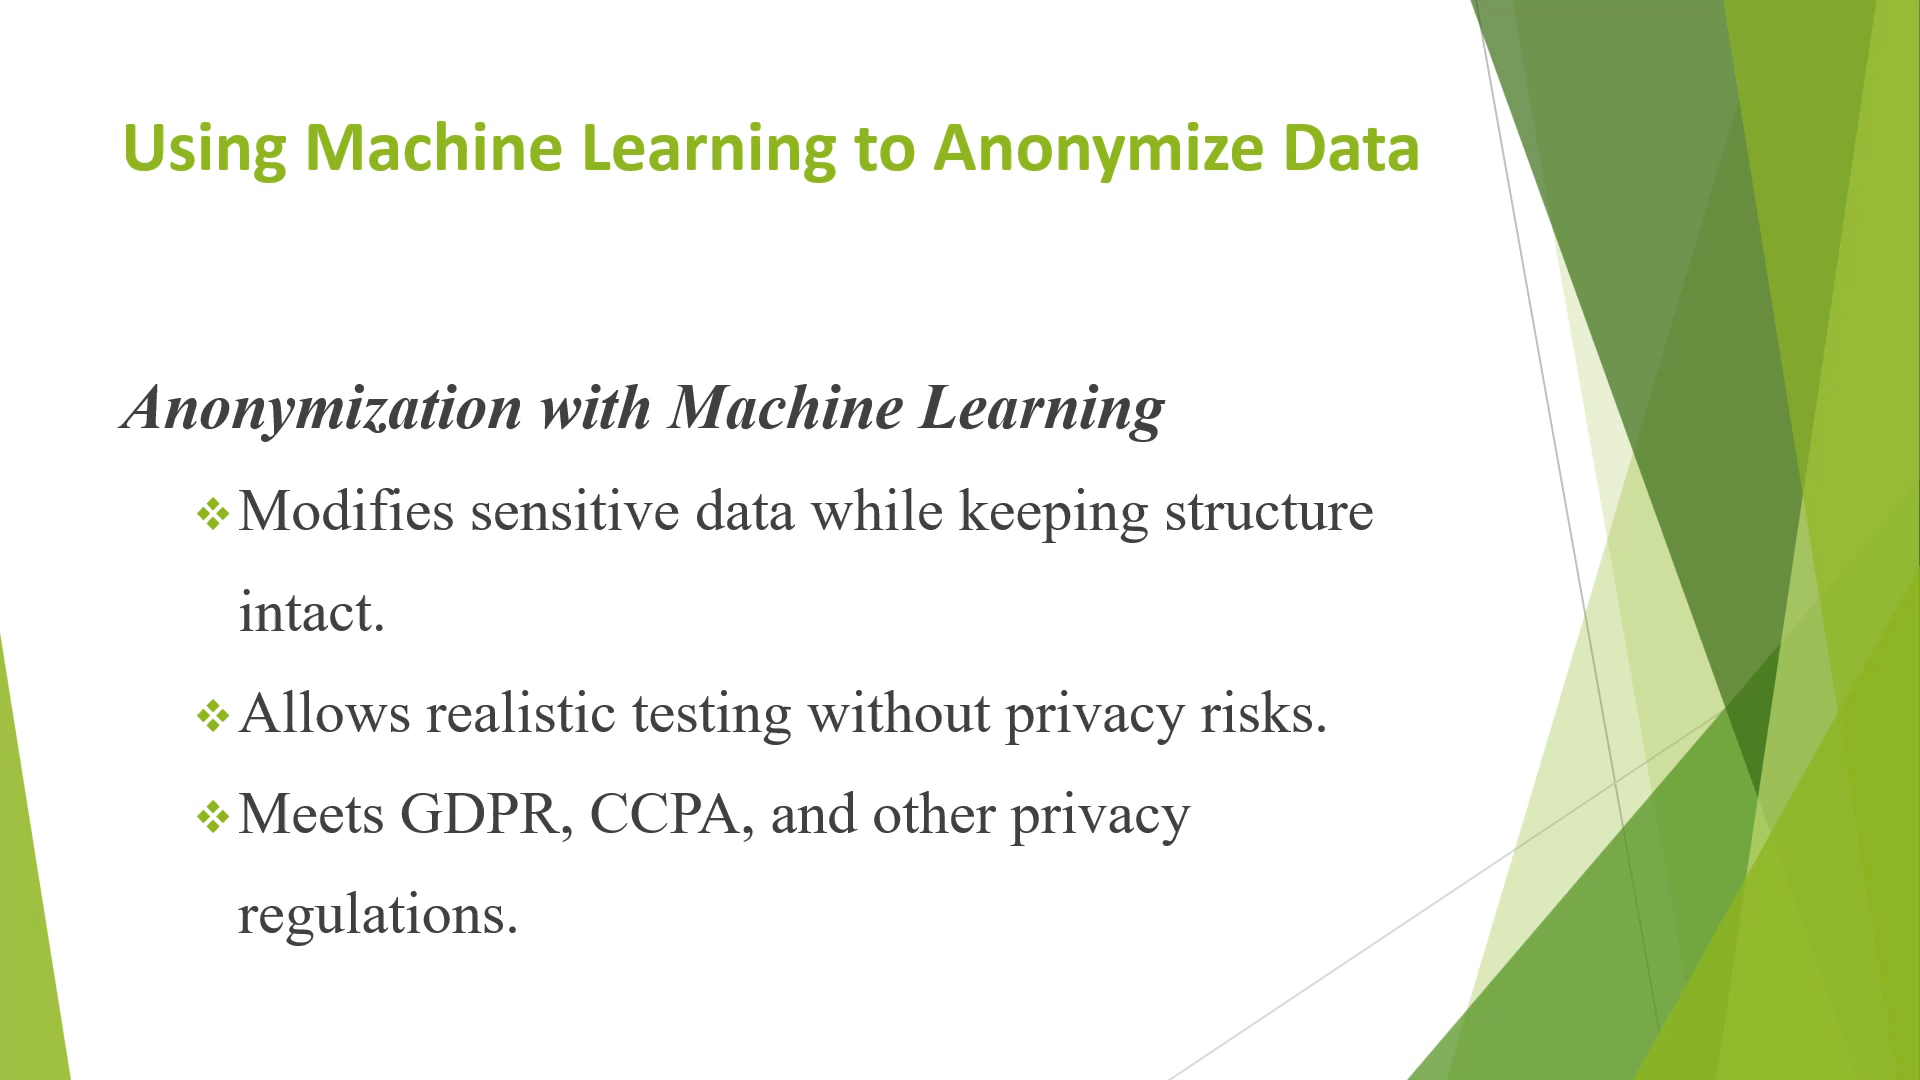 Using Machine Learning to Anonymize Data
Anonymization with Machine Learning
Modifies sensitive data while keeping structure
intact.
Allows realistic testing without privacy risks.
Meets GDPR, CCPA, and other privacy
regulations.